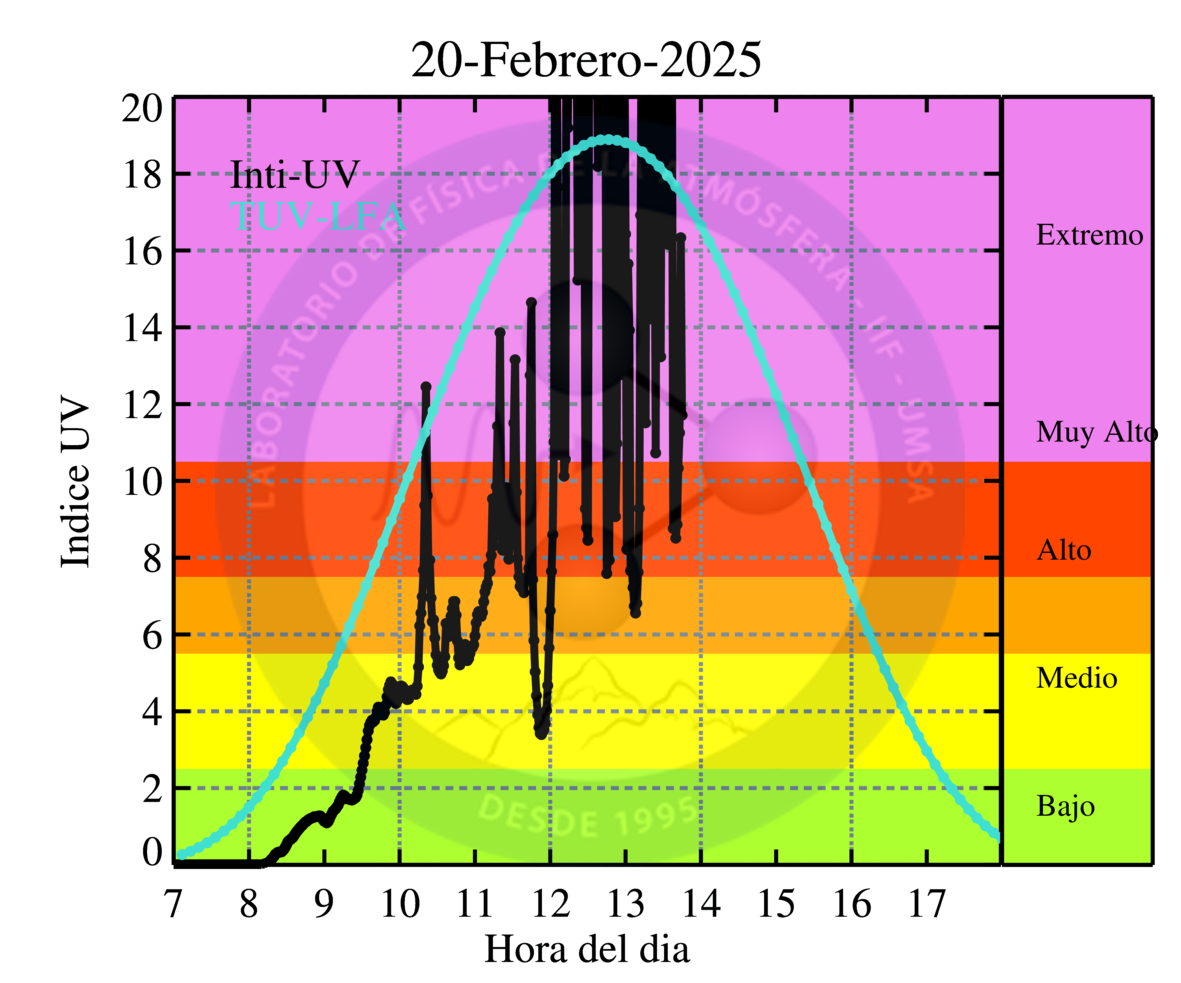 20-Febrero-2025
20
18
16
14
12
10
8
6
4
2
0
Indice UV
Inti-UV
TUV-LFA
LABORATORIO DE FÍSICA DE LA ATMÓSFERA - IIF - UMSA
DESDE 1995
Extremo
Muy Alto
Alto
Medio
Bajo
7 8 9 10 11 12 13 14 15 16 17
Hora del dia